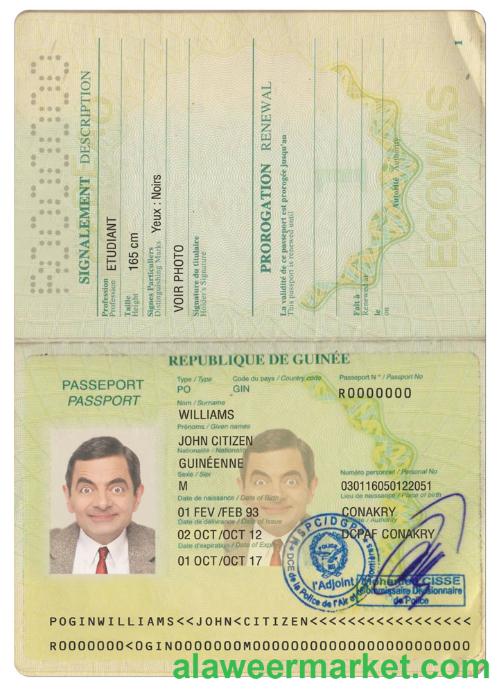 R0000000
SIGNALEMENT DESCRIPTION
Profession
Profession
ETUDIANT
Taille
Height
165 cm
Signes Particuliers
Distinguishing Marks
Yeux : Noirs
VOIR PHOTO
Signature du titulaire
Holder's Signature
PROROGATION RENEWAL
La validité de ce passeport est prorogée jusqu'au
This passport is renewed until
Fait à
Renewed at
le
on
Autorité Authority
ECOWAS
1
REPUBLIQUE DE GUINÉE
PASSEPORT
PASSPORT
Type / Type
Code du pays / Country code
Passeport N° / Passport No
PO
GIN
R0000000
Nom / Surname
WILLIAMS
Prénoms / Given names
JOHN CITIZEN
Nationalité / Nationality
GUINÉENNE
Sexe / Sex
Numéro personnel / Personal No
M
030116050122051
Date de naissance / Date of Birth
Lieu de naissance / Place of birth
01 FEV /FEB 93
CONAKRY
Date de délivrance / Date of Issue
Authority
02 OCT /OCT 12
DCPAF CONAKRY
Date d'expiration / Date of
01 OCT /OCT 17
MSPC/DG
DCE de la Police de l'Air et
l'Adjoint
CISSE
Commissaire Divisionnaire
de Police
POGINWILLIAMS<<JOHN<CITIZEN<<<<<<<<<<<<<<<<<
R0000000<0GIN0000000M00000000000000000000000
alaweermarket.com